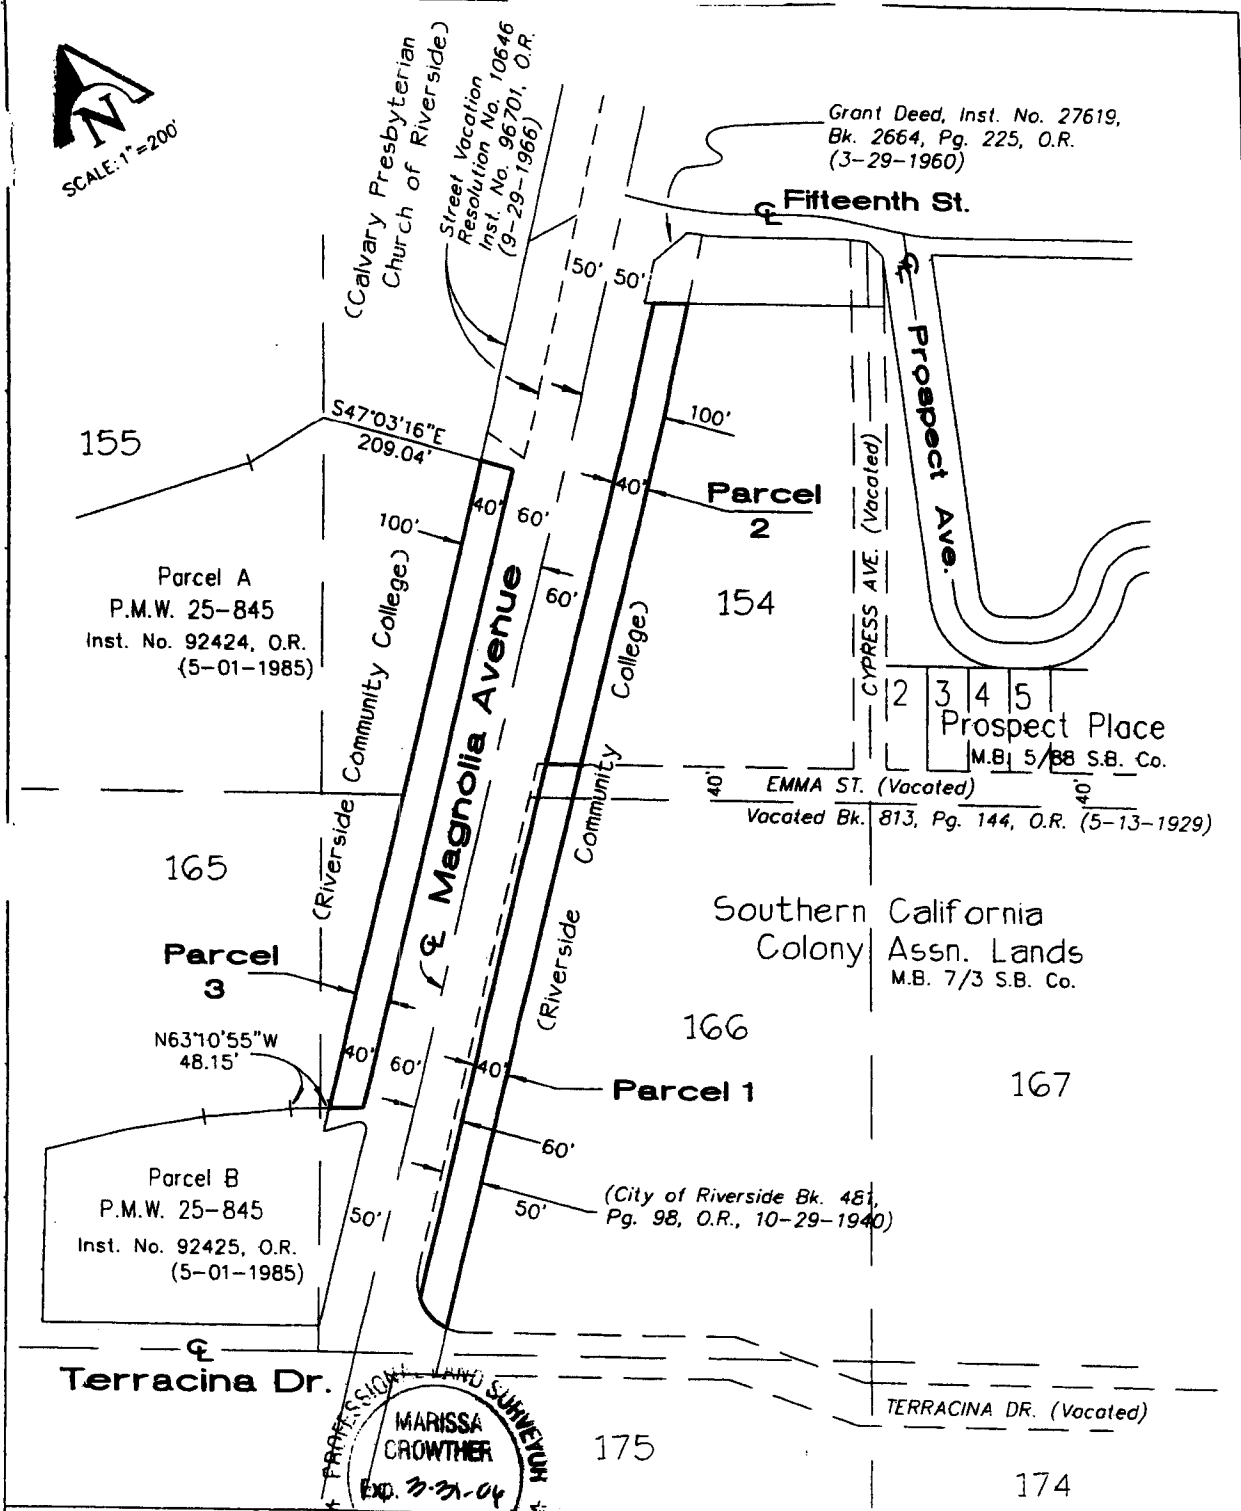 N
SCALE: 1"=200'
(Calvary Presbyterian
Church of Riverside)
Street Vacation
Resolution No. 10646
Inst. No. 96701, O.R.
(9-29-1966)
Grant Deed, Inst. No. 27619,
Bk. 2664, Pg. 225, O.R.
(3-29-1960)
℄ Fifteenth St.
50' 50'
℄ Prospect Ave.
155
S47°03'16"E
209.04'
100'
40'
Parcel
2
40' 60'
100'
CYPRESS AVE. (Vacated)
60'
154
Parcel A
P.M.W. 25-845
Inst. No. 92424, O.R.
(5-01-1985)
(Riverside Community College)
℄ Magnolia Avenue
(Riverside Community College)
2 3 4 5
Prospect Place
M.B. 5/88 S.B. Co.
40'
EMMA ST. (Vacated)
40'
Vacated Bk. 813, Pg. 144, O.R. (5-13-1929)
165
Southern California
Colony Assn. Lands
M.B. 7/3 S.B. Co.
Parcel
3
166
N63°10'55"W
48.15'
40' 60'
40'
Parcel 1
167
60'
Parcel B
P.M.W. 25-845
Inst. No. 92425, O.R.
(5-01-1985)
50'
50'
(City of Riverside Bk. 481,
Pg. 98, O.R., 10-29-1940)
℄
Terracina Dr.
TERRACINA DR. (Vacated)
PROFESSIONAL LAND SURVEYOR
MARISSA
CROWTHER
Exp. 3-31-04
175
174